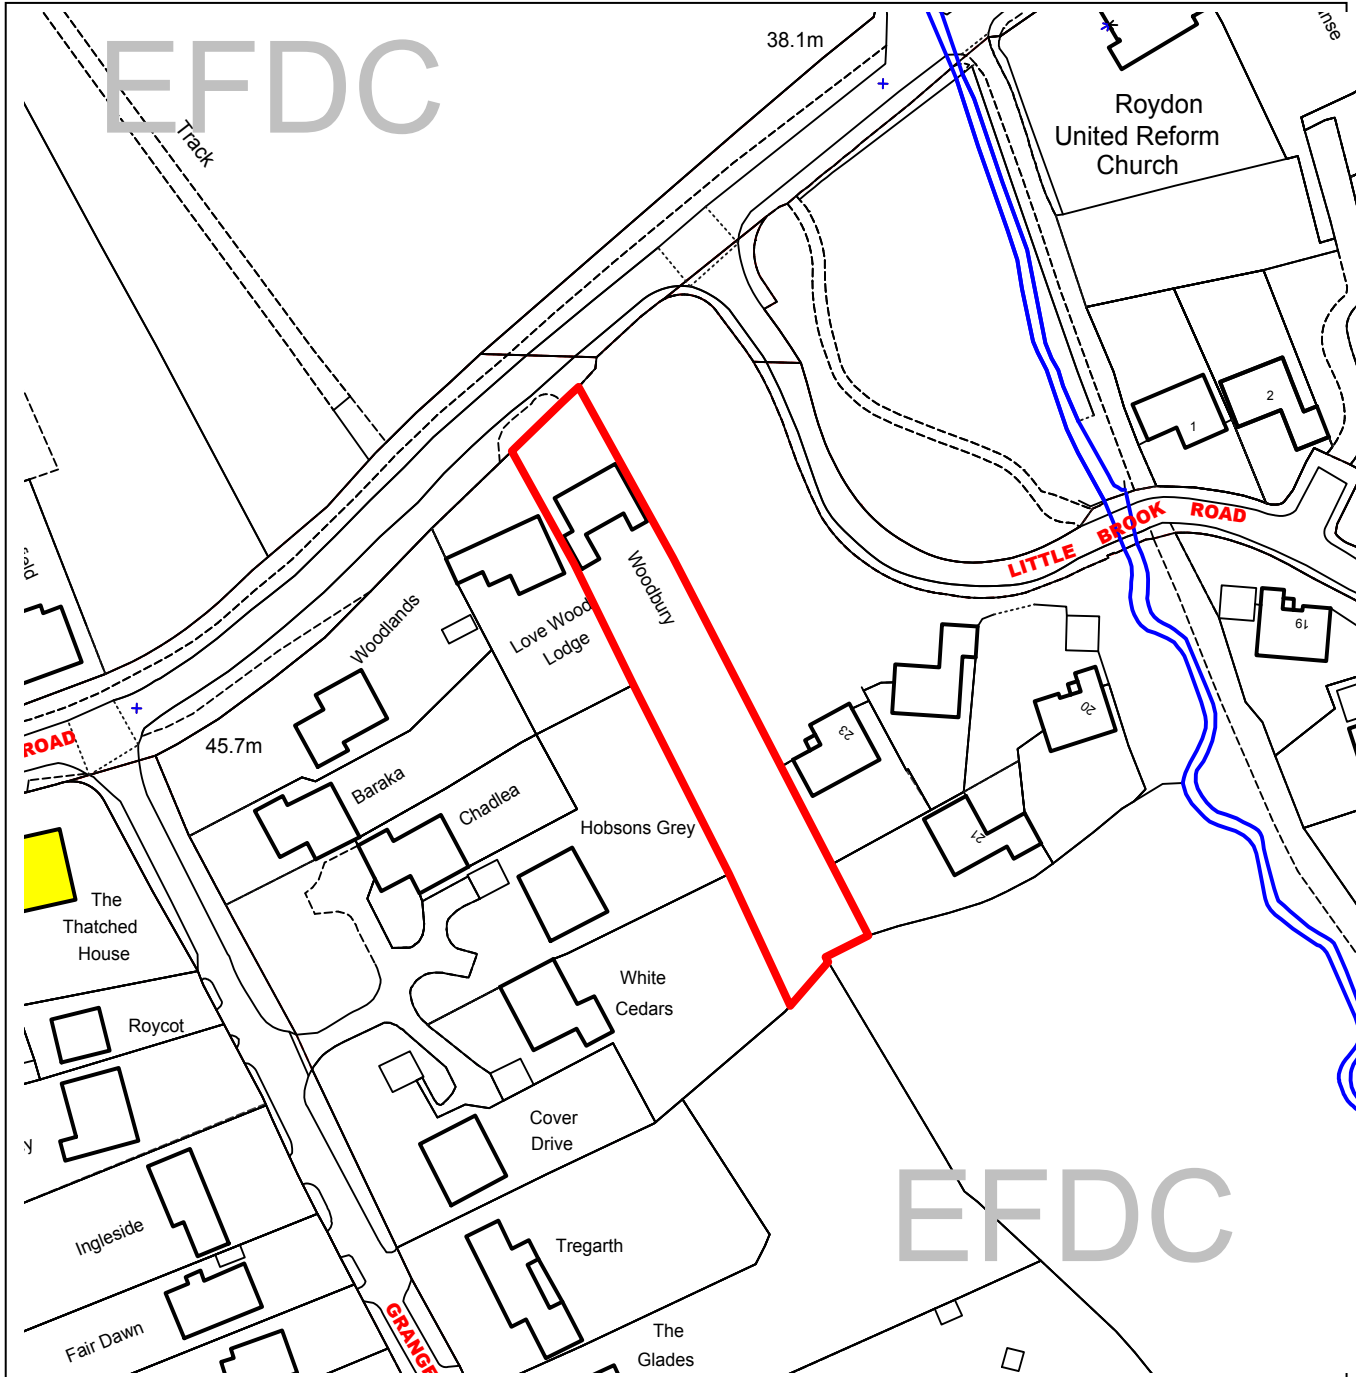 EFDC
38.1m
Track
Roydon
United Reform
Church
1
2
LITTLE BROOK ROAD
19
Woodbury
Love Wood
Lodge
Woodlands
ROAD
45.7m
23
20
21
Baraka
Chadlea
Hobsons Grey
The
Thatched
House
White
Cedars
Roycot
Cover
Drive
EFDC
Ingleside
Tregarth
Fair Dawn
GRANGE
The
Glades